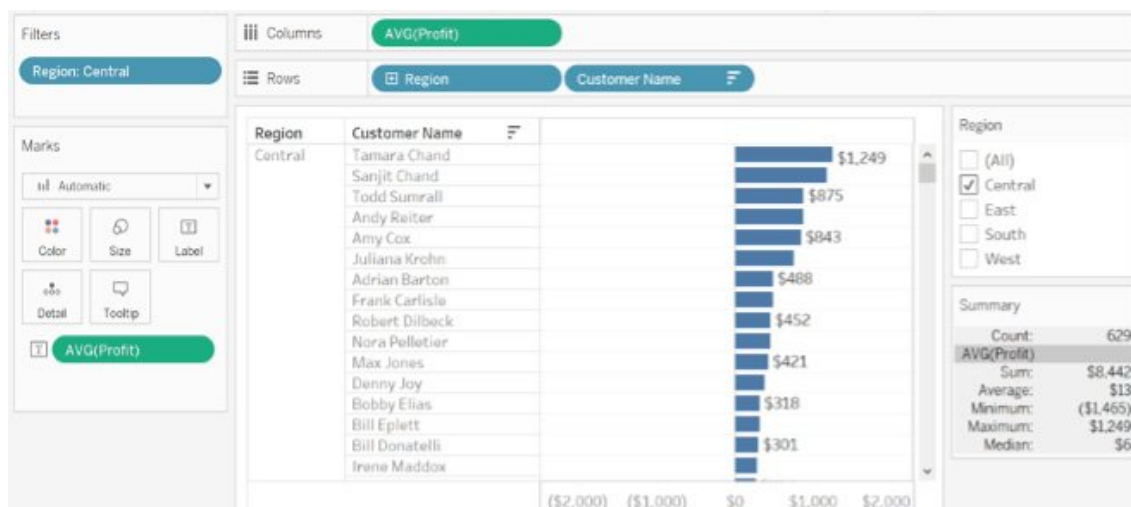 Filters
Region: Central
Columns
AVG(Profit)
Rows
Region
Customer Name
Marks
Automatic
Color
Size
Label
Detail
Tooltip
AVG(Profit)
Region
Customer Name
Central
Tamara Chand
$1,249
Sanjit Chand
Todd Sumrall
$875
Andy Reiter
Amy Cox
$843
Juliana Krohn
Adrian Barton
$488
Frank Carlisle
Robert Dilbeck
$452
Nora Pelletier
Max Jones
$421
Denny Joy
Bobby Elias
$318
Bill Eplett
Bill Donatelli
$301
Irene Maddox
($2,000) ($1,000) $0 $1,000 $2,000
Region
(All)
Central
East
South
West
Summary
Count: 629
AVG(Profit)
Sum: $8,442
Average: $13
Minimum: ($1,465)
Maximum: $1,249
Median: $6